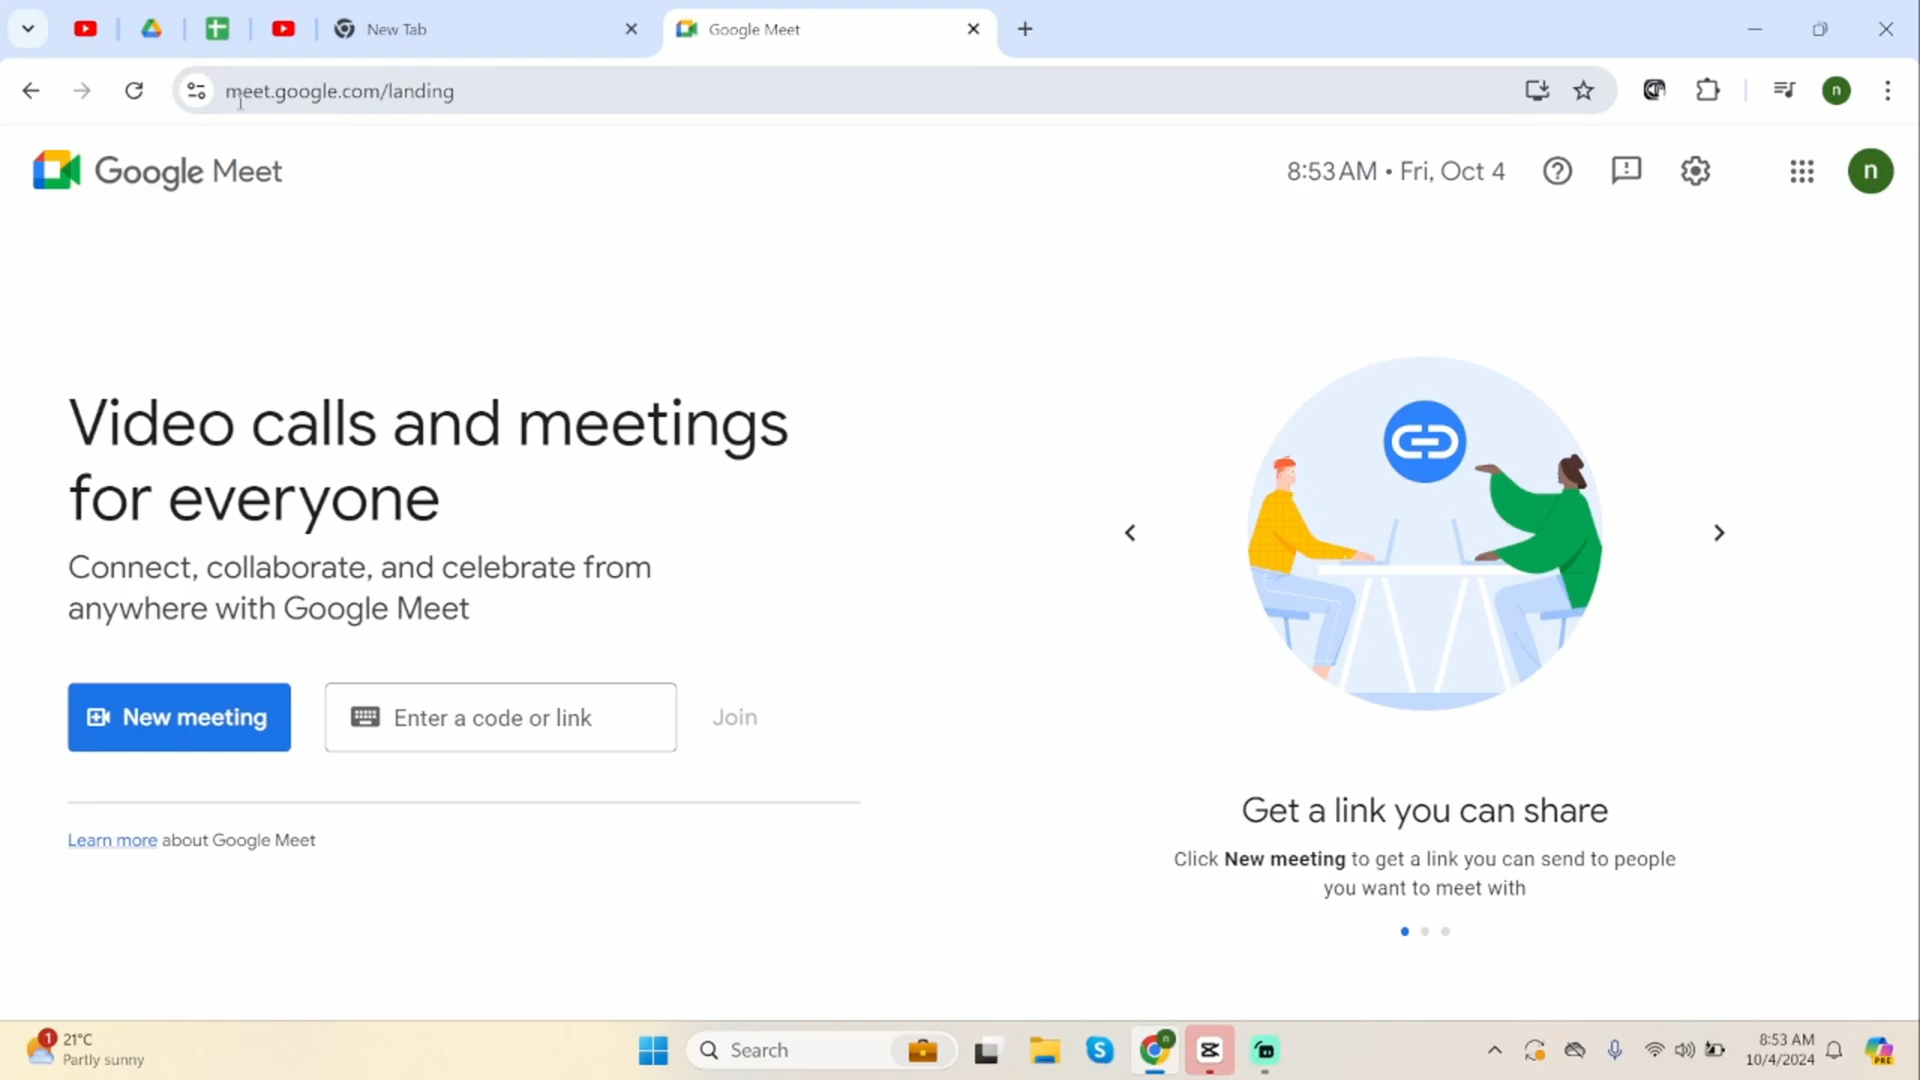 New Tab
Google Meet
meet.google.com/landing
n
Google Meet
8:53 AM • Fri, Oct 4
n
Video calls and meetings
for everyone
Connect, collaborate, and celebrate from
anywhere with Google Meet
New meeting
Enter a code or link
Join
Learn more about Google Meet
Get a link you can share
Click New meeting to get a link you can send to people
you want to meet with
1
21°C
Partly sunny
Search
n
8:53 AM
10/4/2024
PRE